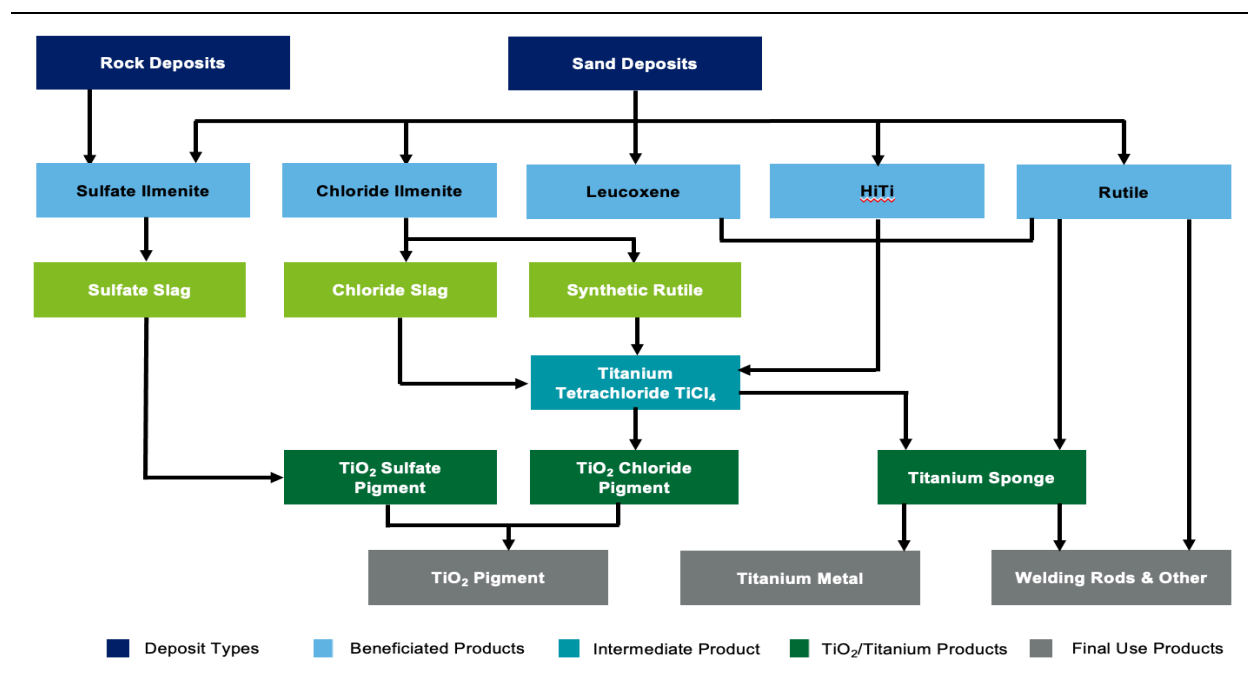 Rock Deposits
Sand Deposits
Sulfate Ilmenite
Chloride Ilmenite
Leucoxene
HiTi
Rutile
Sulfate Slag
Chloride Slag
Synthetic Rutile
Titanium
Tetrachloride TiCl₄
TiO₂ Sulfate
Pigment
TiO₂ Chloride
Pigment
Titanium Sponge
TiO₂ Pigment
Titanium Metal
Welding Rods & Other
Deposit Types
Beneficiated Products
Intermediate Product
TiO₂/Titanium Products
Final Use Products